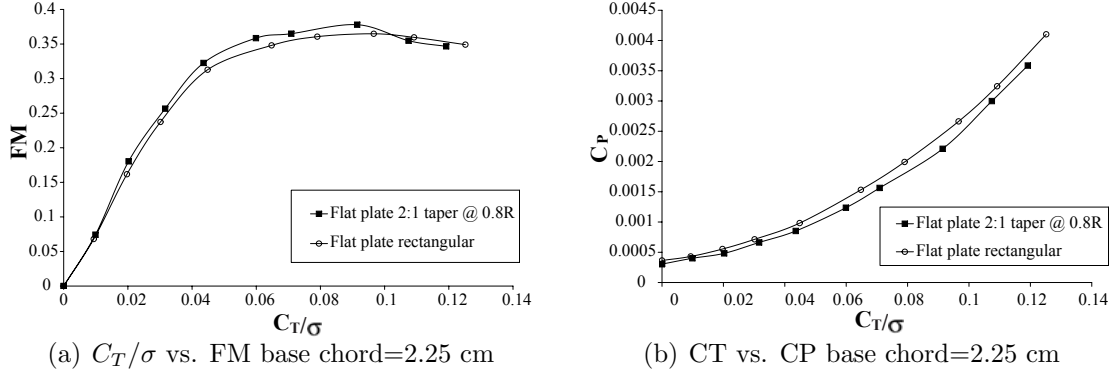 0.4
0.35
0.3
0.25
0.2
0.15
0.1
0.05
0
FM
Flat plate 2:1 taper @ 0.8R
Flat plate rectangular
0 0.02 0.04 0.06 0.08 0.1 0.12 0.14
C_T/σ
(a) C_T/σ vs. FM base chord=2.25 cm
0.0045
0.004
0.0035
0.003
0.0025
0.002
0.0015
0.001
0.0005
0
C_P
Flat plate 2:1 taper @ 0.8R
Flat plate rectangular
0 0.02 0.04 0.06 0.08 0.1 0.12 0.14
C_T/σ
(b) CT vs. CP base chord=2.25 cm